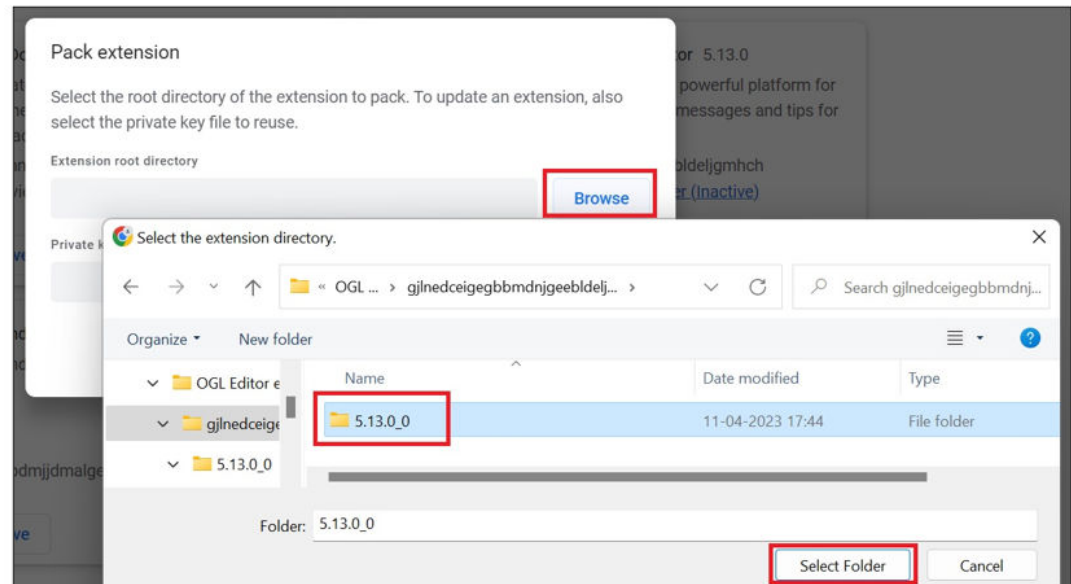 Pack extension
Select the root directory of the extension to pack. To update an extension, also
select the private key file to reuse.
Extension root directory
Browse
5.13.0
powerful platform for
messages and tips for
bldeljgmhch
(Inactive)
Private
Select the extension directory.
« OGL ... › gjlnedceigegbbmdnjgeebldelj... ›
Search gjlnedceigegbbmdnj...
Organize
New folder
Name
Date modified
Type
OGL Editor e
gjlnedceige
5.13.0_0
5.13.0_0
11-04-2023 17:44
File folder
Folder: 5.13.0_0
Select Folder
Cancel